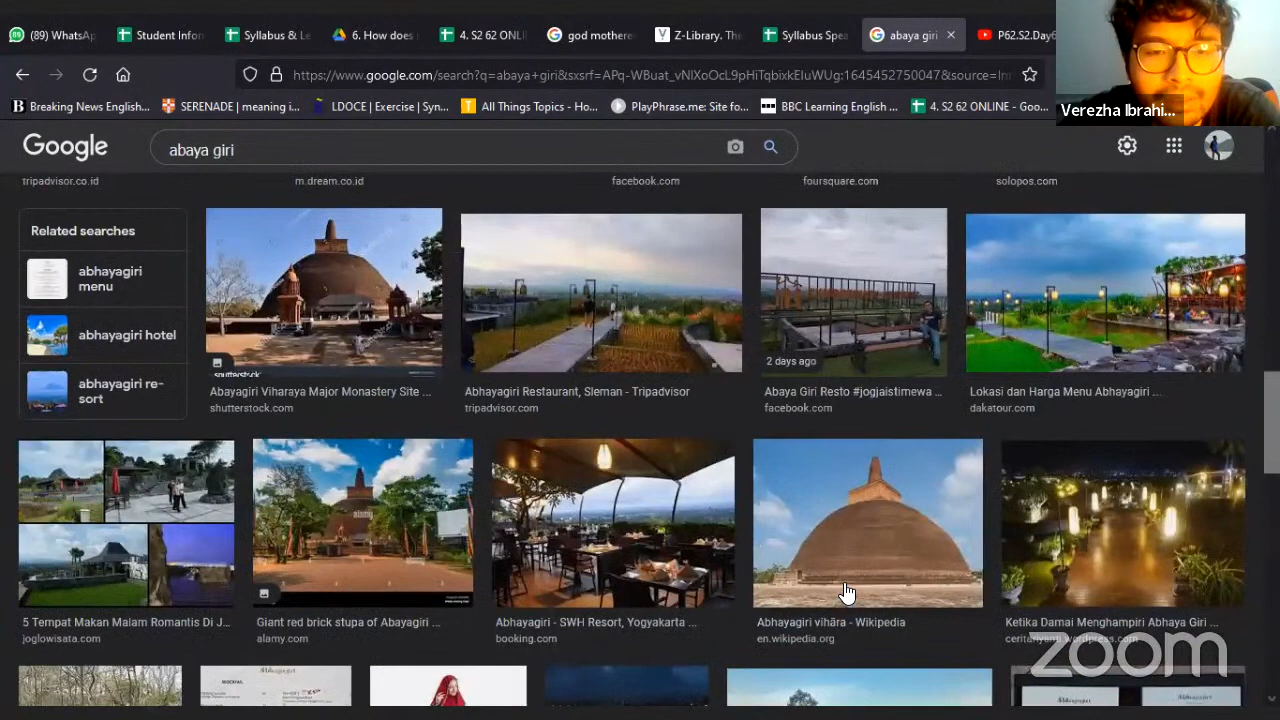 (89) WhatsAp
Student Infor
Syllabus & Le
6. How does
4. S2 62 ONLI
god mothere
Z-Library. The
Syllabus Spea
abaya giri
P62.S2.Day6
https://www.google.com/search?q=abaya+giri&sxsrf=
Breaking News English...
SERENADE | meaning i...
LDOCE | Exercise | Syn...
All Things Topics - Ho...
PlayPhrase.me: Site fo...
BBC Learning English ...
4. S2 62 ONLINE - Goo...
Verezha Ibrahi...
Google
abaya giri
tripadvisor.co.id
m.dream.co.id
facebook.com
foursquare.com
solopos.com
Related searches
abhayagiri
menu
abhayagiri hotel
abhayagiri re-
sort
shutterstock
2 days ago
Abayagiri Viharaya Major Monastery Site ...
shutterstock.com
Abhayagiri Restaurant, Sleman - Tripadvisor
tripadvisor.com
Abaya Giri Resto #jogjaistimewa ...
facebook.com
Lokasi dan Harga Menu Abhayagiri ...
dakatour.com
alamy
5 Tempat Makan Malam Romantis Di J...
joglowisata.com
Giant red brick stupa of Abayagiri ...
alamy.com
Abhayagiri - SWH Resort, Yogyakarta ...
booking.com
Abhayagiri vihāra - Wikipedia
en.wikipedia.org
Ketika Damai Menghampiri Abhaya Giri ...
ceritariyanti.wordpress.com
zoom